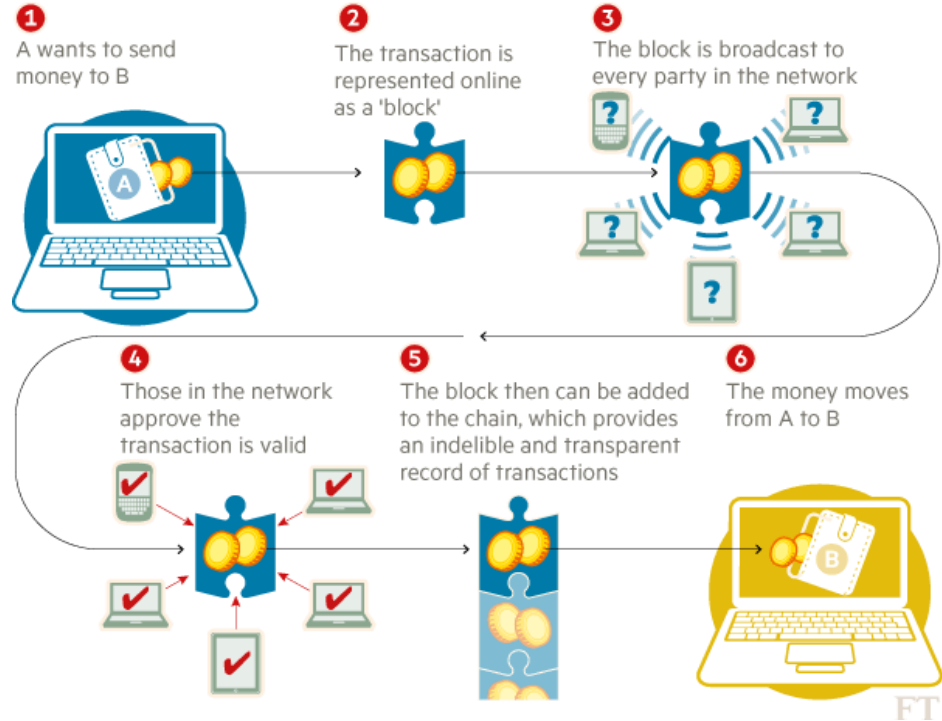 1
A wants to send
money to B
2
The transaction is
represented online
as a 'block'
3
The block is broadcast to
every party in the network
A
?
?
?
?
?
4
Those in the network
approve the
transaction is valid
5
The block then can be added
to the chain, which provides
an indelible and transparent
record of transactions
6
The money moves
from A to B
B
FT